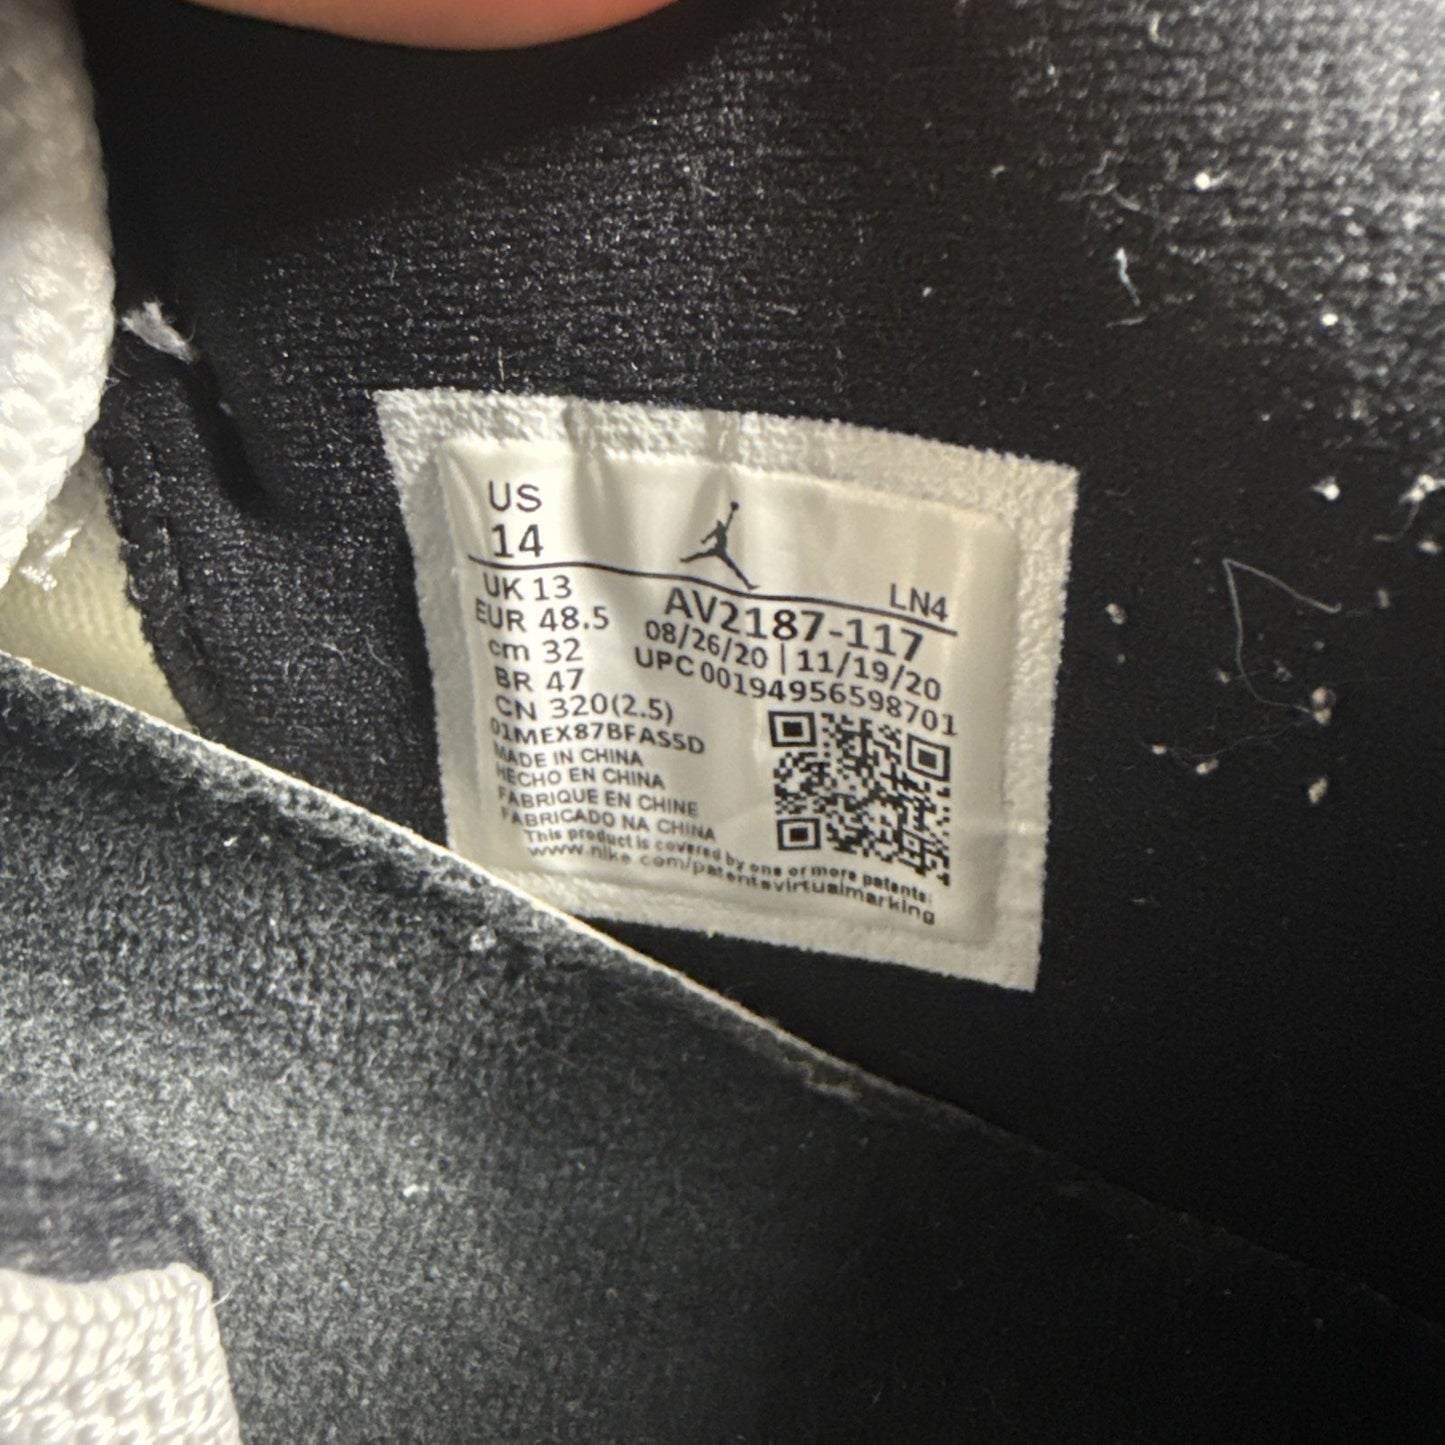 US
14
LN4
UK 13
AV2187-117
EUR 48.5
08/26/20 | 11/19/20
cm 32
UPC 00194956598701
BR 47
CN 320(2.5)
01MEX87BFAS5D
MADE IN CHINA
HECHO EN CHINA
FABRIQUE EN CHINE
FABRICADO NA CHINA
This product is covered by one or more patents:
www.nike.com/patentsvirtualmarking